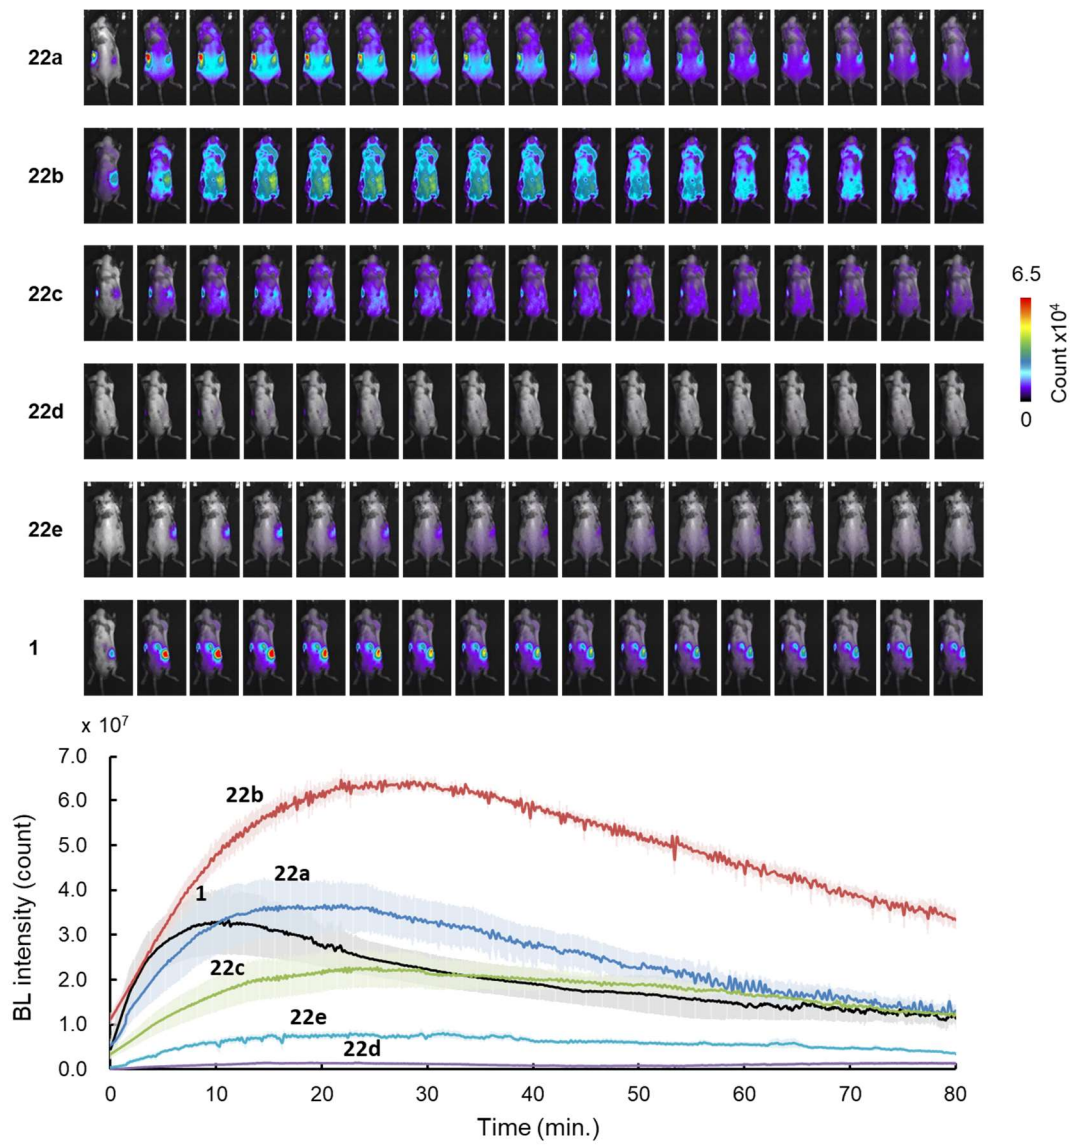 22a
22b
22c
22d
22e
1
6.5
Count x10⁴
0
x 10⁷
7.0
6.0
5.0
4.0
3.0
2.0
1.0
0.0
BL intensity (count)
22b
1
22a
22c
22e
22d
0 10 20 30 40 50 60 70 80
Time (min.)